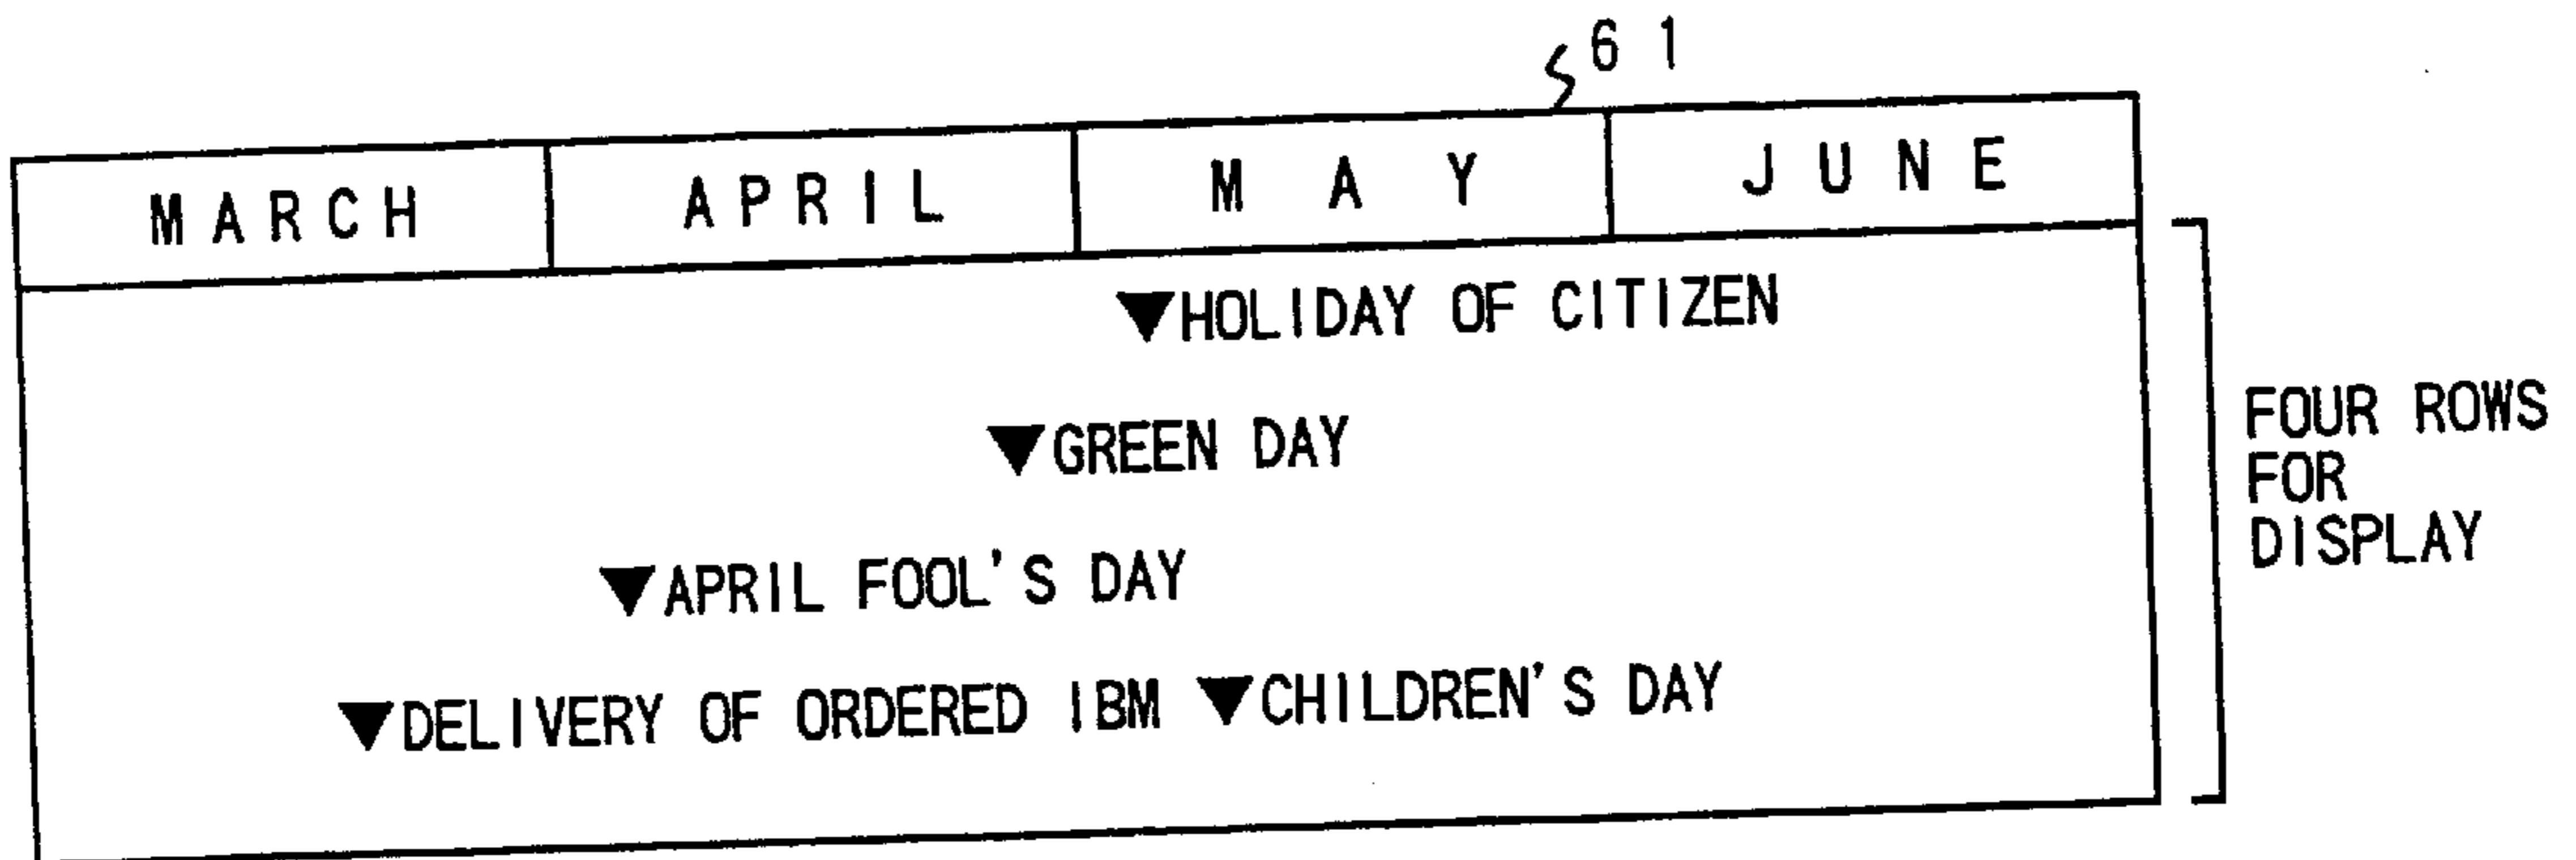 61
MARCH APRIL MAY JUNE
▼HOLIDAY OF CITIZEN
▼GREEN DAY
▼APRIL FOOL'S DAY
▼DELIVERY OF ORDERED IBM ▼CHILDREN'S DAY
FOUR ROWS
FOR
DISPLAY